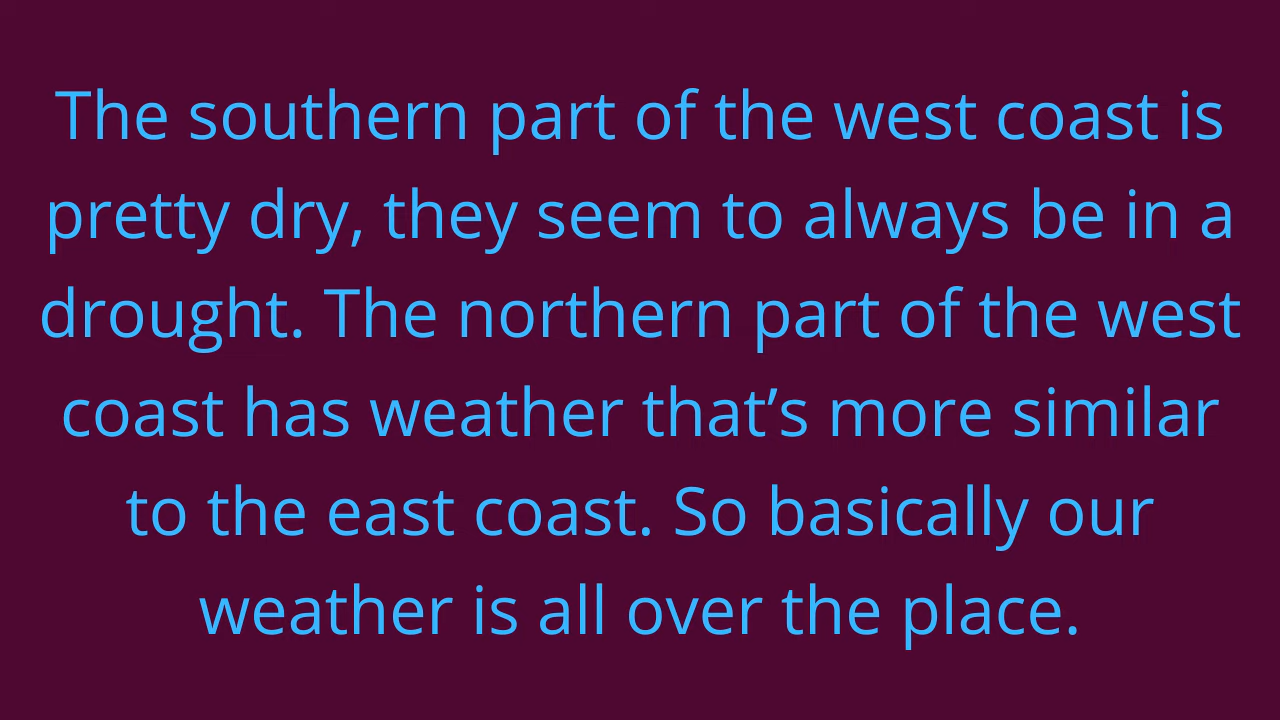 The southern part of the west coast is
pretty dry, they seem to always be in a
drought. The northern part of the west
coast has weather that’s more similar
to the east coast. So basically our
weather is all over the place.